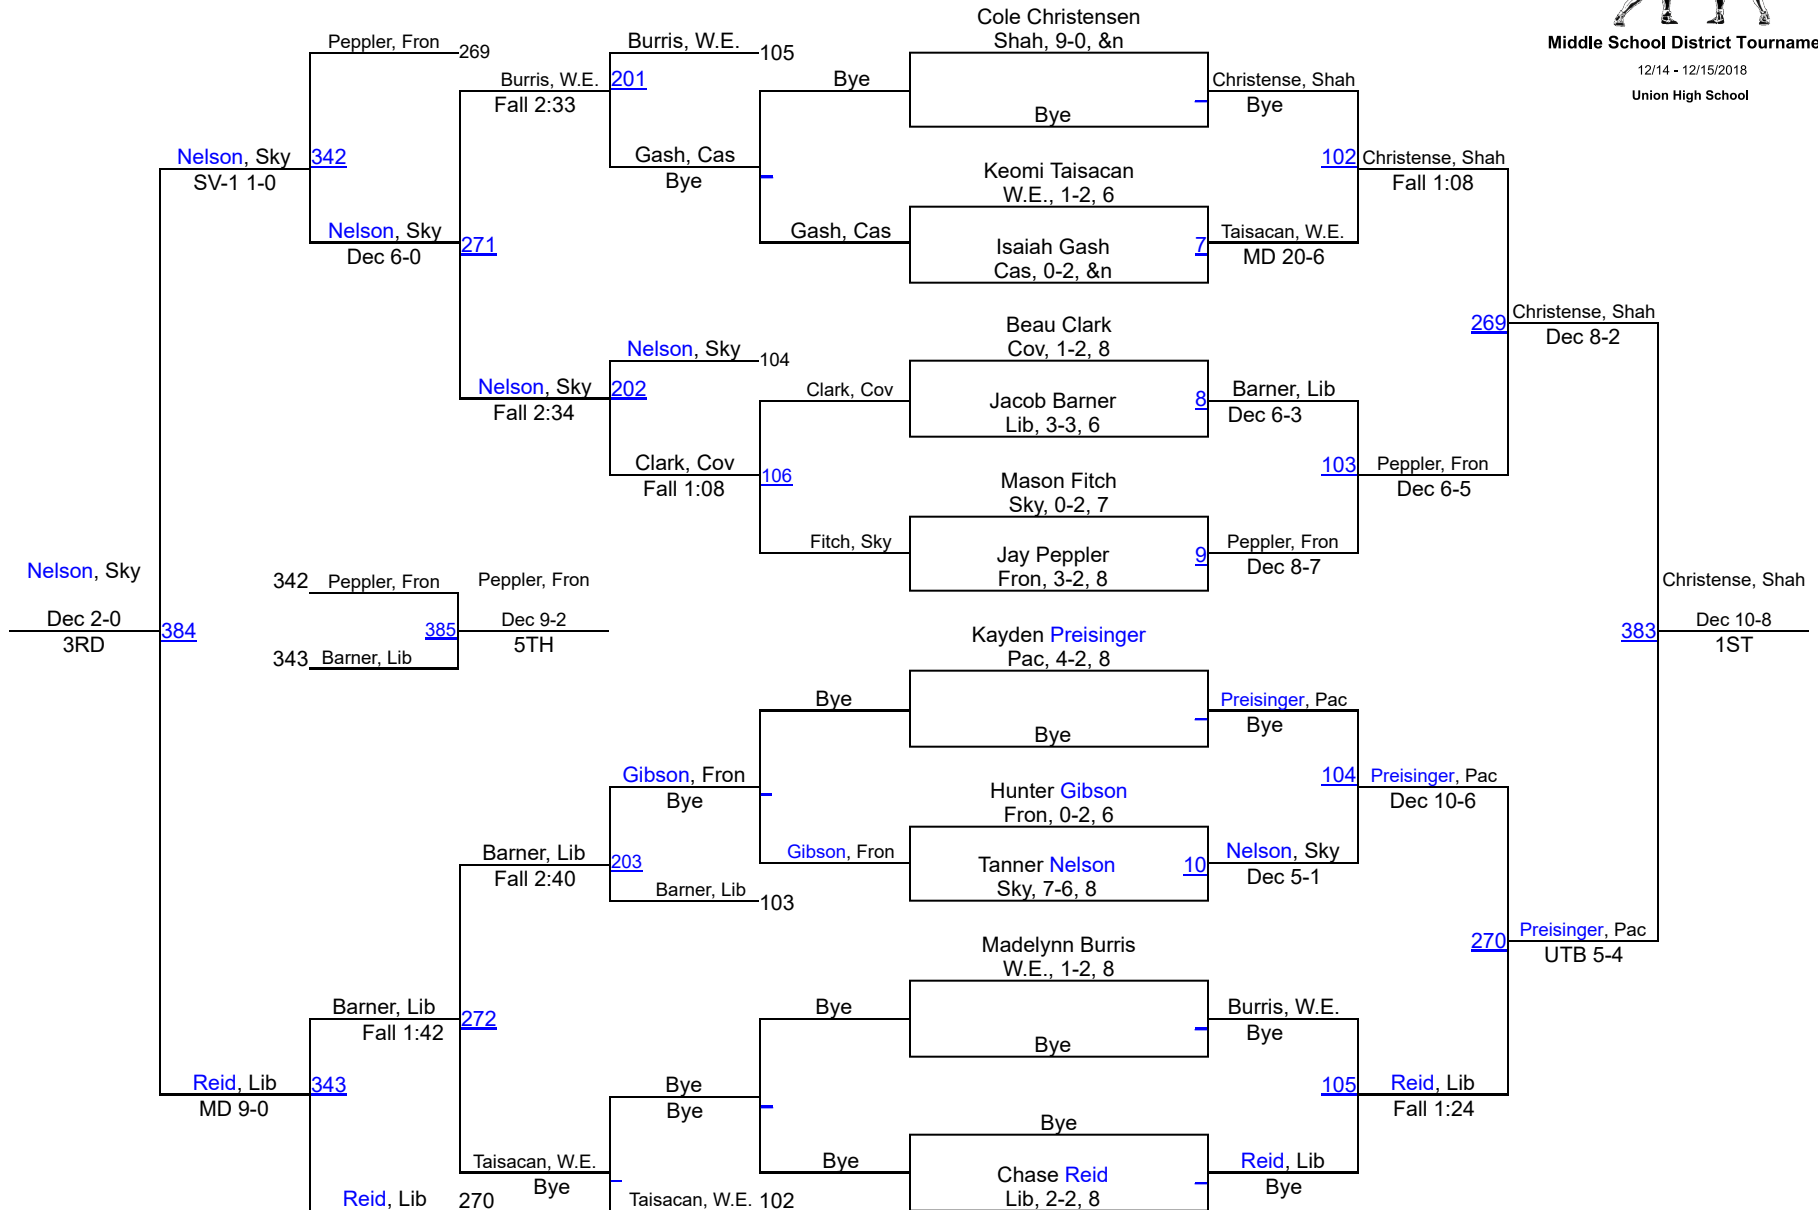 Cole Christensen
Shah, 9-0, &n
Middle School District Tourname
12/14 - 12/15/2018
Union High School
Peppler, Fron
269
Burris, W.E.
105
Burris, W.E.
201
Fall 2:33
Bye
Christense, Shah
Bye
Bye
Nelson, Sky
342
SV-1 1-0
Gash, Cas
Bye
Keomi Taisacan
W.E., 1-2, 6
102
Christense, Shah
Fall 1:08
Nelson, Sky
Dec 6-0
271
Gash, Cas
Isaiah Gash
Cas, 0-2, &n
7
Taisacan, W.E.
MD 20-6
Beau Clark
Cov, 1-2, 8
269
Christense, Shah
Dec 8-2
Nelson, Sky
104
Nelson, Sky
202
Fall 2:34
Clark, Cov
Jacob Barner
Lib, 3-3, 6
8
Barner, Lib
Dec 6-3
Clark, Cov
Fall 1:08
106
Mason Fitch
Sky, 0-2, 7
103
Peppler, Fron
Dec 6-5
Fitch, Sky
Jay Peppler
Fron, 3-2, 8
9
Peppler, Fron
Dec 8-7
Nelson, Sky
Dec 2-0
3RD
384
342
Peppler, Fron
343
Barner, Lib
385
Peppler, Fron
Dec 9-2
5TH
Christense, Shah
383
Dec 10-8
1ST
Kayden Preisinger
Pac, 4-2, 8
Bye
Bye
Preisinger, Pac
Bye
Gibson, Fron
Bye
Hunter Gibson
Fron, 0-2, 6
104
Preisinger, Pac
Dec 10-6
Barner, Lib
Fall 2:40
203
Gibson, Fron
Tanner Nelson
Sky, 7-6, 8
10
Nelson, Sky
Dec 5-1
Barner, Lib
103
Madelynn Burris
W.E., 1-2, 8
270
Preisinger, Pac
UTB 5-4
Barner, Lib
Fall 1:42
272
Bye
Bye
Burris, W.E.
Bye
Reid, Lib
343
MD 9-0
Bye
Bye
105
Reid, Lib
Fall 1:24
Bye
Taisacan, W.E.
Bye
Bye
Chase Reid
Lib, 2-2, 8
Reid, Lib
Bye
Reid, Lib
270
Taisacan, W.E.
102